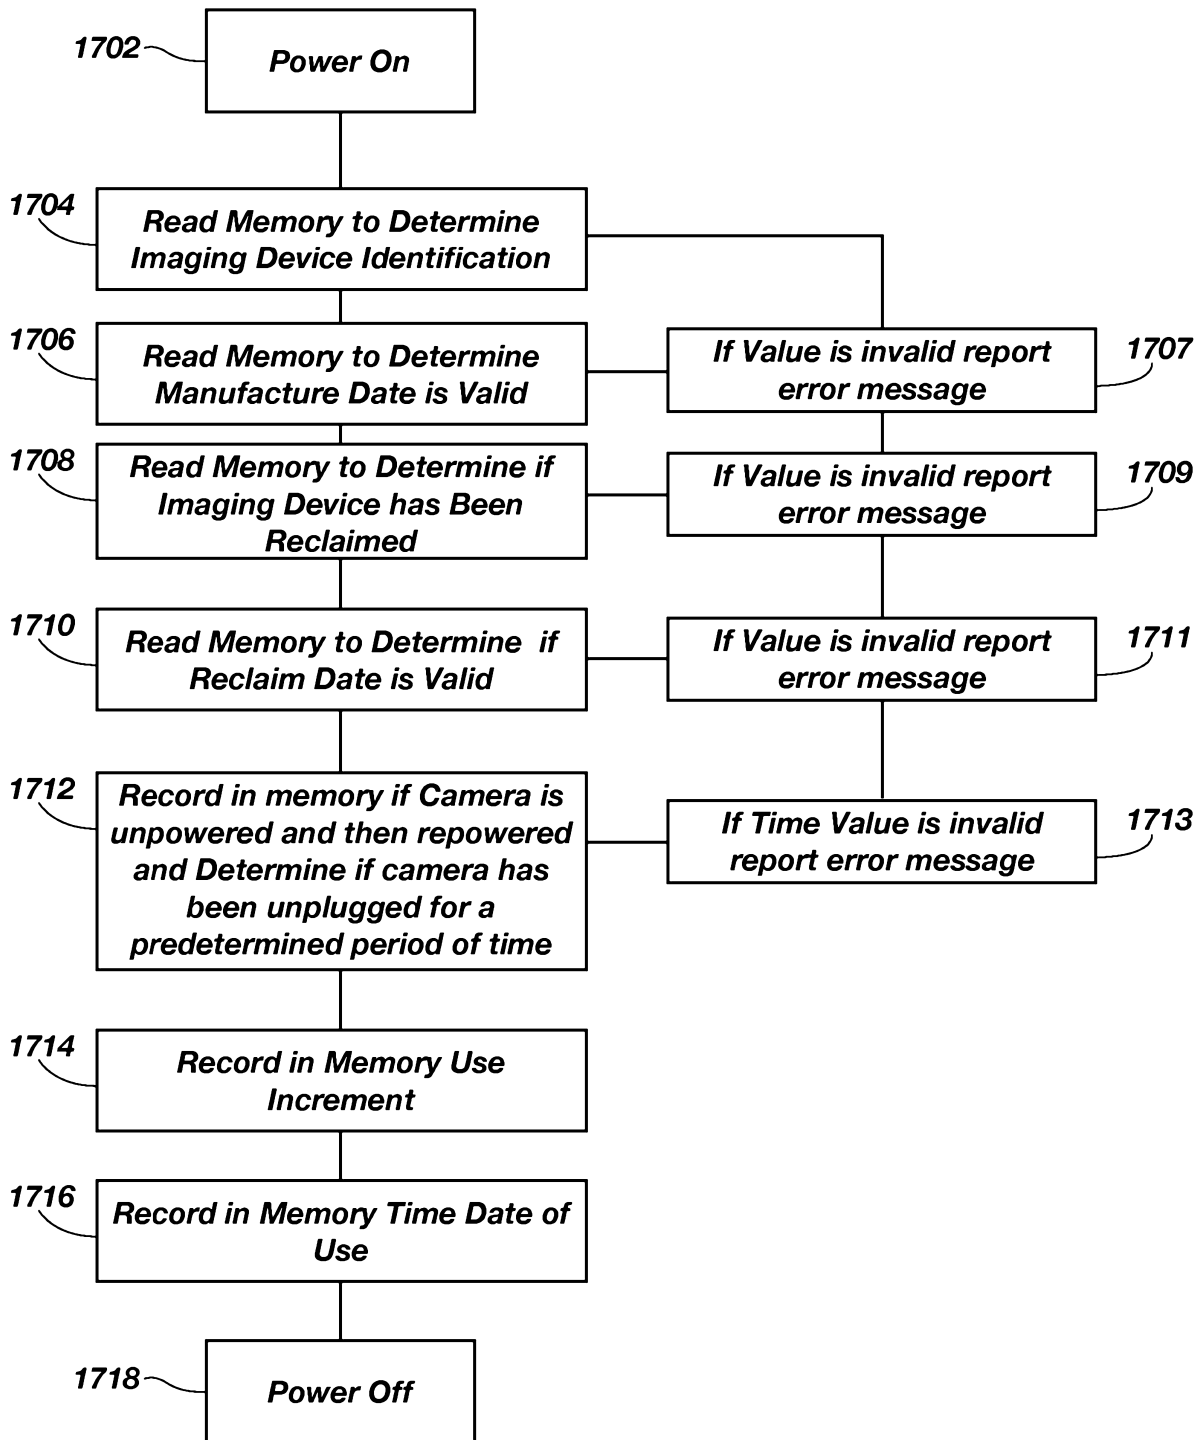 1702
Power On
1704
Read Memory to Determine
Imaging Device Identification
1706
Read Memory to Determine
Manufacture Date is Valid
If Value is invalid report
error message
1707
1708
Read Memory to Determine if
Imaging Device has Been
Reclaimed
If Value is invalid report
error message
1709
1710
Read Memory to Determine if
Reclaim Date is Valid
If Value is invalid report
error message
1711
1712
Record in memory if Camera is
unpowered and then repowered
and Determine if camera has
been unplugged for a
predetermined period of time
If Time Value is invalid
report error message
1713
1714
Record in Memory Use
Increment
1716
Record in Memory Time Date of
Use
1718
Power Off